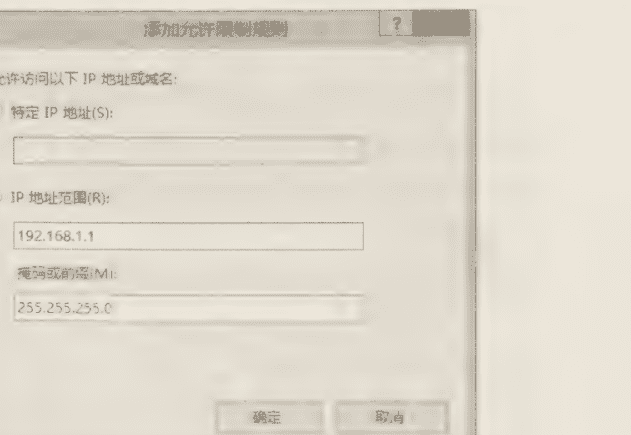 添加允许限制规则
?
允许访问以下 IP 地址或域名:
特定 IP 地址(S):
IP 地址范围(R):
192.168.1.1
掩码或前缀(M):
255.255.255.0
确定
取消